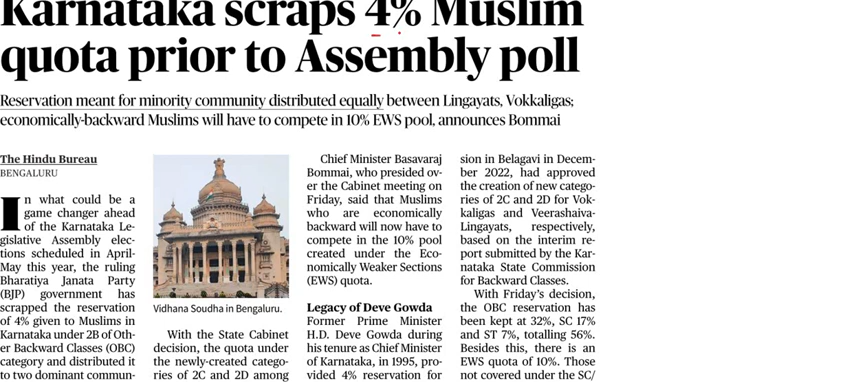 Karnataka scraps 4% Muslim
quota prior to Assembly poll
Reservation meant for minority community distributed equally between Lingayats, Vokkaligas;
economically-backward Muslims will have to compete in 10% EWS pool, announces Bommai
The Hindu Bureau
BENGALURU
In what could be a
game changer ahead
of the Karnataka Le-
gislative Assembly elec-
tions scheduled in April-
May this year, the ruling
Bharatiya Janata Party
(BJP) government has
scrapped the reservation
of 4% given to Muslims in
Karnataka under 2B of Oth-
er Backward Classes (OBC)
category and distributed it
to two dominant commun-
Vidhana Soudha in Bengaluru.
With the State Cabinet
decision, the quota under
the newly-created catego-
ries of 2C and 2D among
Chief Minister Basavaraj
Bommai, who presided ov-
er the Cabinet meeting on
Friday, said that Muslims
who are economically
backward will now have to
compete in the 10% pool
created under the Eco-
nomically Weaker Sections
(EWS) quota.
Legacy of Deve Gowda
Former Prime Minister
H.D. Deve Gowda during
his tenure as Chief Minister
of Karnataka, in 1995, pro-
vided 4% reservation for
sion in Belagavi in Decem-
ber 2022, had approved
the creation of new catego-
ries of 2C and 2D for Vok-
kaligas and Veerashaiva-
Lingayats, respectively,
based on the interim re-
port submitted by the Kar-
nataka State Commission
for Backward Classes.
With Friday's decision,
the OBC reservation has
been kept at 32%, SC 17%
and ST 7%, totalling 56%.
Besides this, there is an
EWS quota of 10%. Those
not covered under the SC/